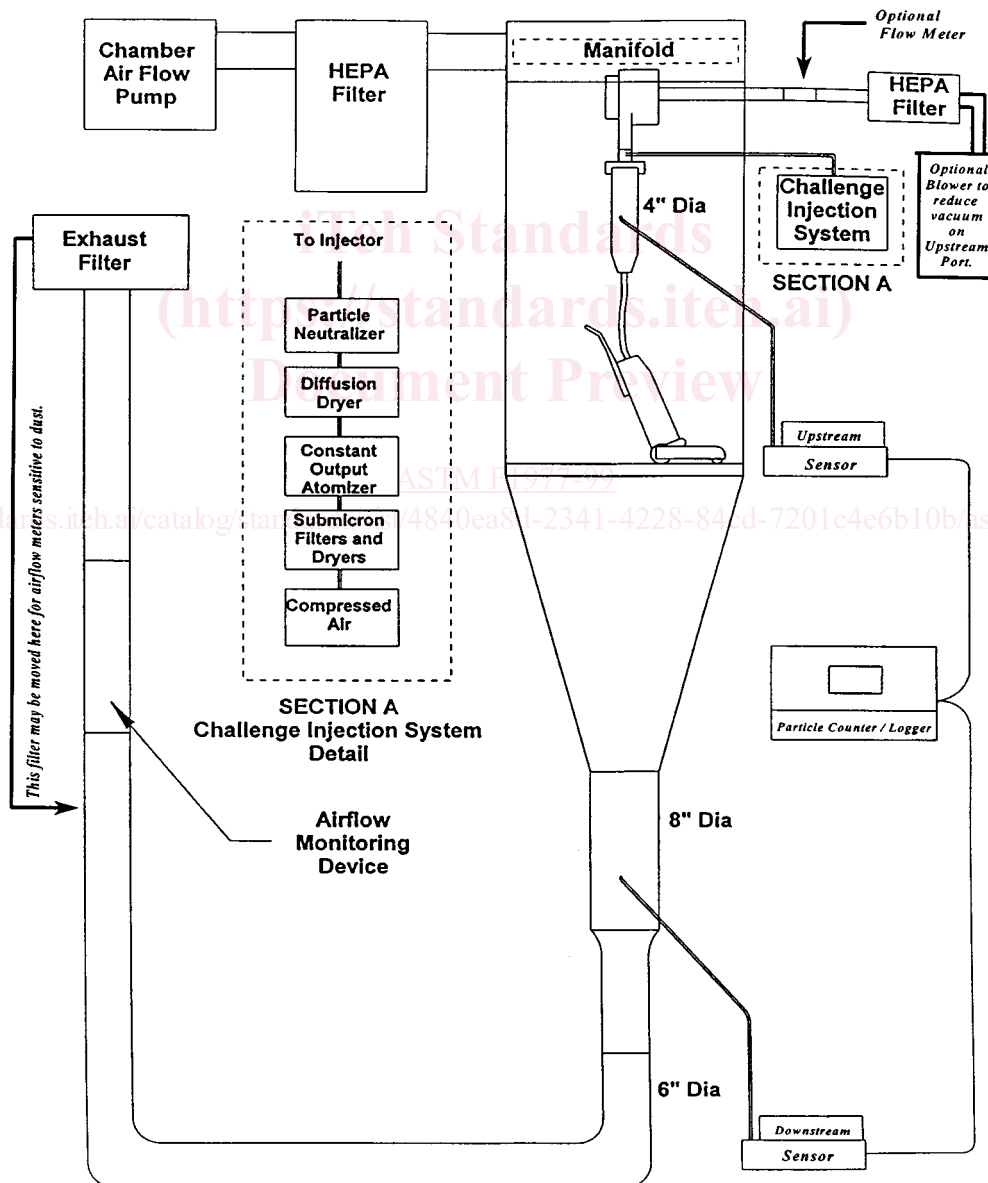 Chamber
Air Flow
Pump
HEPA
Filter
Manifold
Optional
Flow Meter
HEPA
Filter
Optional
Blower to
reduce
vacuum
on
Upstream
Port.
Challenge
Injection
System
SECTION A
4" Dia
Exhaust
Filter
To Injector
Particle
Neutralizer
Diffusion
Dryer
Constant
Output
Atomizer
Submicron
Filters and
Dryers
Compressed
Air
SECTION A
Challenge Injection System
Detail
This filter may be moved here for airflow meters sensitive to dust.
Airflow
Monitoring
Device
Upstream
Sensor
Particle Counter / Logger
8" Dia
6" Dia
Downstream
Sensor
iTeh Standards
(https://standards.iteh.ai)
Document Preview